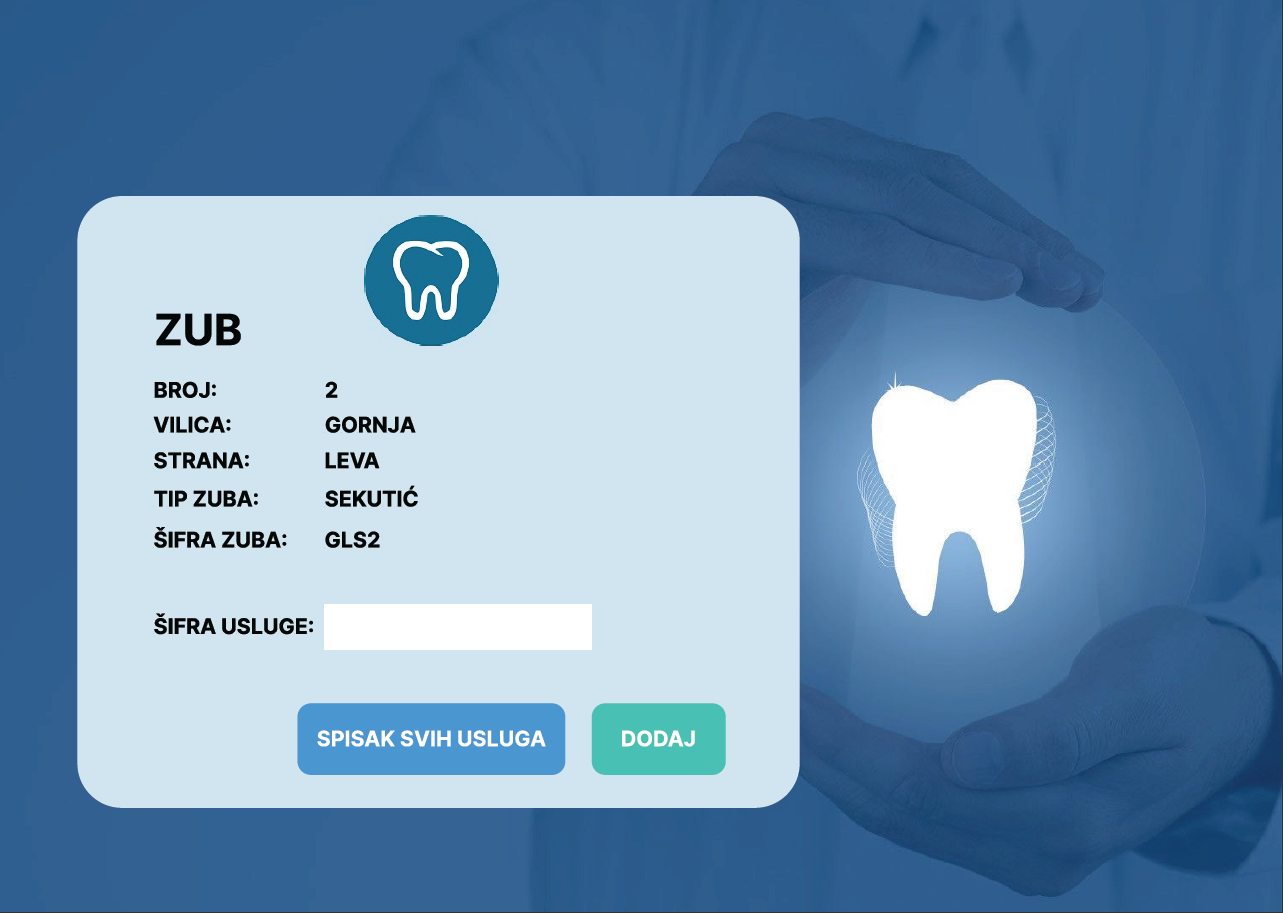 ZUB
BROJ: 2
VILICA: GORNJA
STRANA: LEVA
TIP ZUBA: SEKUTIĆ
ŠIFRA ZUBA: GLS2
ŠIFRA USLUGE:
SPISAK SVIH USLUGA DODAJ